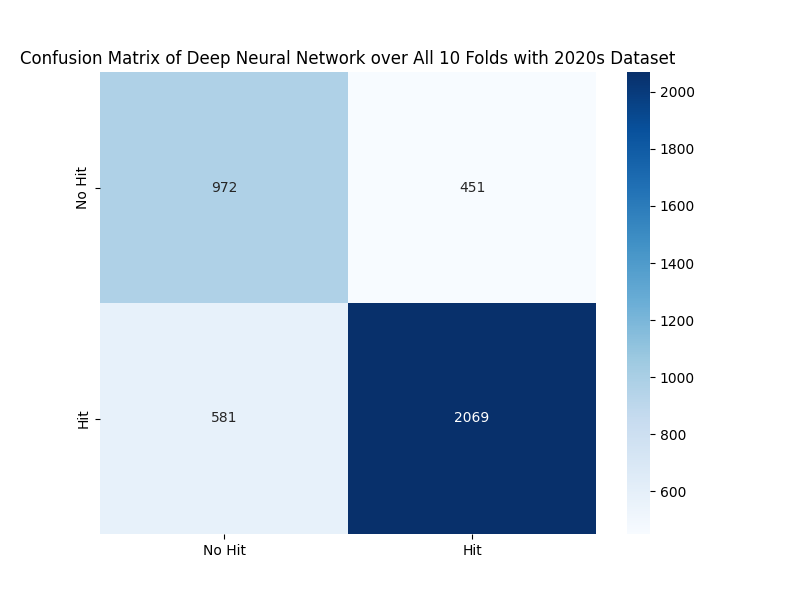 Confusion Matrix of Deep Neural Network over All 10 Folds with 2020s Dataset
No Hit
972
451
Hit
581
2069
No Hit
Hit
2000
1800
1600
1400
1200
1000
800
600